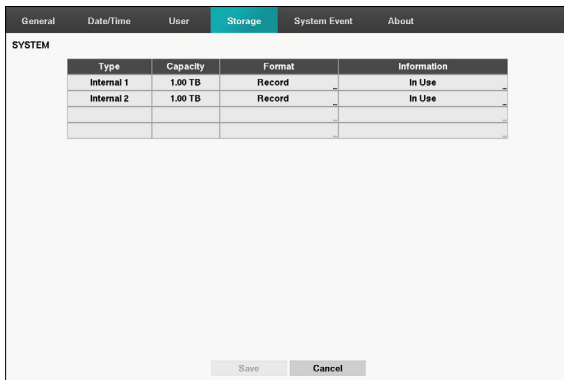 General Date/Time User Storage System Event About
SYSTEM
Type Capacity Format Information
Internal 1 1.00 TB Record ... In Use ...
Internal 2 1.00 TB Record ... In Use ...
... ...
... ...
Save Cancel